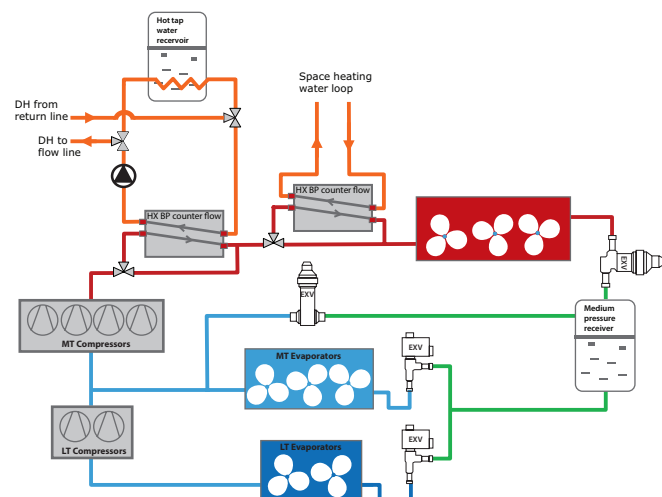 Hot tap
water
recervoir
Space heating
water loop
DH from
return line
DH to
flow line
HX BP counter flow
HX BP counter flow
EXV
EXV
Medium
pressure
receiver
MT Compressors
MT Evaporators
EXV
LT Compressors
LT Evaporators
EXV